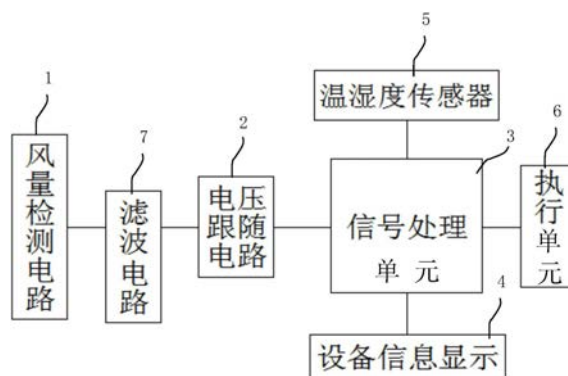 5
温湿度传感器
1
风量检测电路
7
滤波电路
2
电压
跟随
电路
3
信号处理
单元
6
执行单元
4
设备信息显示